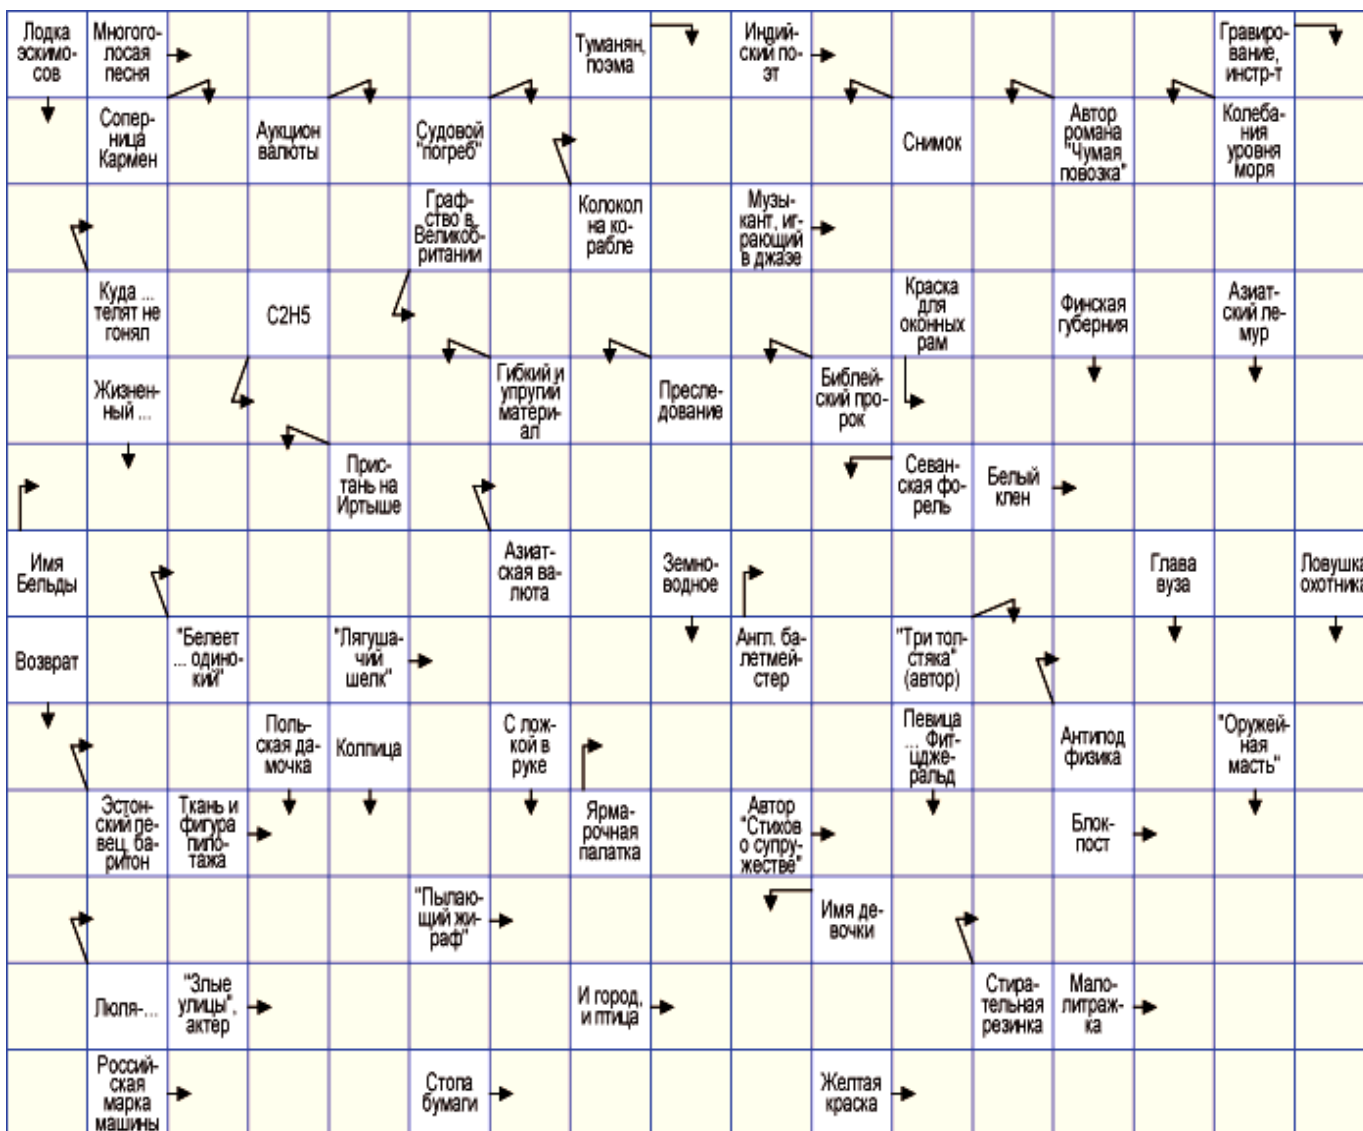 Лодка
эскимо-
сов
Многого-
лосая
песня
Туманян,
поэма
Индий-
ский по-
эт
Гравиро-
вание,
инстр-т
Сопер-
ница
Кармен
Аукцион
валюты
Судовой
"погреб"
Снимок
Автор
романа
"Чумая
повозка"
Колеба-
ния
уровня
моря
Граф-
ство в
Великоб-
ритании
Колокол
на ко-
рабле
Музы-
кант, иг-
рающий
в джазе
Куда ...
телят не
гонял
C2H5
Краска
для
оконных
рам
Финская
губерния
Азиат-
ский ле-
мур
Жизнен-
ный ...
Гибкий и
упругий
матери-
ал
Пресле-
дование
Библей-
ский про-
рок
Прис-
тань на
Иртыше
Севан-
ская фо-
рель
Белый
клен
Имя
Бельды
Азиат-
ская ва-
люта
Земно-
водное
Глава
вуза
Ловушка
охотника
Возврат
"Белеет
... одино-
кий"
"Лягуша-
чий
шелк"
Англ. ба-
летмей-
стер
"Три тол-
стяка"
(автор)
Поль-
ская да-
мочка
Колпица
С лож-
кой в
руке
Певица
... Фит-
цдже-
ральд
Антипод
физика
"Оружей-
ная
масть"
Эстон-
ский пе-
вец, ба-
ритон
Ткань и
фигура
пипо-
тажа
Ярма-
рочная
палатка
Автор
"Стихов
о супру-
жестве"
Блок-
пост
"Пылаю-
щий жи-
раф"
Имя де-
вочки
Люля-...
"Злые
улицы",
актер
И город,
и птица
Стира-
тельная
резинка
Мало-
литраж-
ка
Россий-
ская
марка
машины
Стопа
бумаги
Желтая
краска